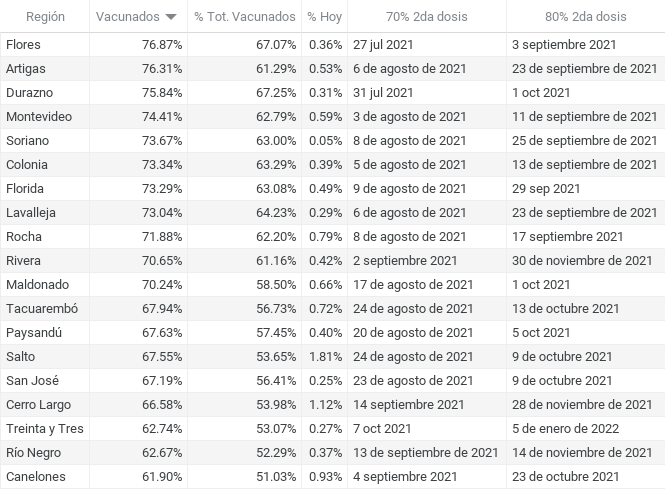 Región Vacunados % Tot. Vacunados % Hoy 70% 2da dosis 80% 2da dosis
Flores 76.87% 67.07% 0.36% 27 jul 2021 3 septiembre 2021
Artigas 76.31% 61.29% 0.53% 6 de agosto de 2021 23 de septiembre de 2021
Durazno 75.84% 67.25% 0.31% 31 jul 2021 1 oct 2021
Montevideo 74.41% 62.79% 0.59% 3 de agosto de 2021 11 de septiembre de 2021
Soriano 73.67% 63.00% 0.05% 8 de agosto de 2021 25 de septiembre de 2021
Colonia 73.34% 63.29% 0.39% 5 de agosto de 2021 13 de septiembre de 2021
Florida 73.29% 63.08% 0.49% 9 de agosto de 2021 29 sep 2021
Lavalleja 73.04% 64.23% 0.29% 6 de agosto de 2021 23 de septiembre de 2021
Rocha 71.88% 62.20% 0.79% 8 de agosto de 2021 17 septiembre 2021
Rivera 70.65% 61.16% 0.42% 2 septiembre 2021 30 de noviembre de 2021
Maldonado 70.24% 58.50% 0.66% 17 de agosto de 2021 1 oct 2021
Tacuarembó 67.94% 56.73% 0.72% 24 de agosto de 2021 13 de octubre 2021
Paysandú 67.63% 57.45% 0.40% 20 de agosto de 2021 5 oct 2021
Salto 67.55% 53.65% 1.81% 24 de agosto de 2021 9 de octubre 2021
San José 67.19% 56.41% 0.25% 23 de agosto de 2021 9 de octubre 2021
Cerro Largo 66.58% 53.98% 1.12% 14 septiembre 2021 28 de noviembre de 2021
Treinta y Tres 62.74% 53.07% 0.27% 7 oct 2021 5 de enero de 2022
Río Negro 62.67% 52.29% 0.37% 13 de septiembre de 2021 14 de noviembre de 2021
Canelones 61.90% 51.03% 0.93% 4 septiembre 2021 23 de octubre 2021